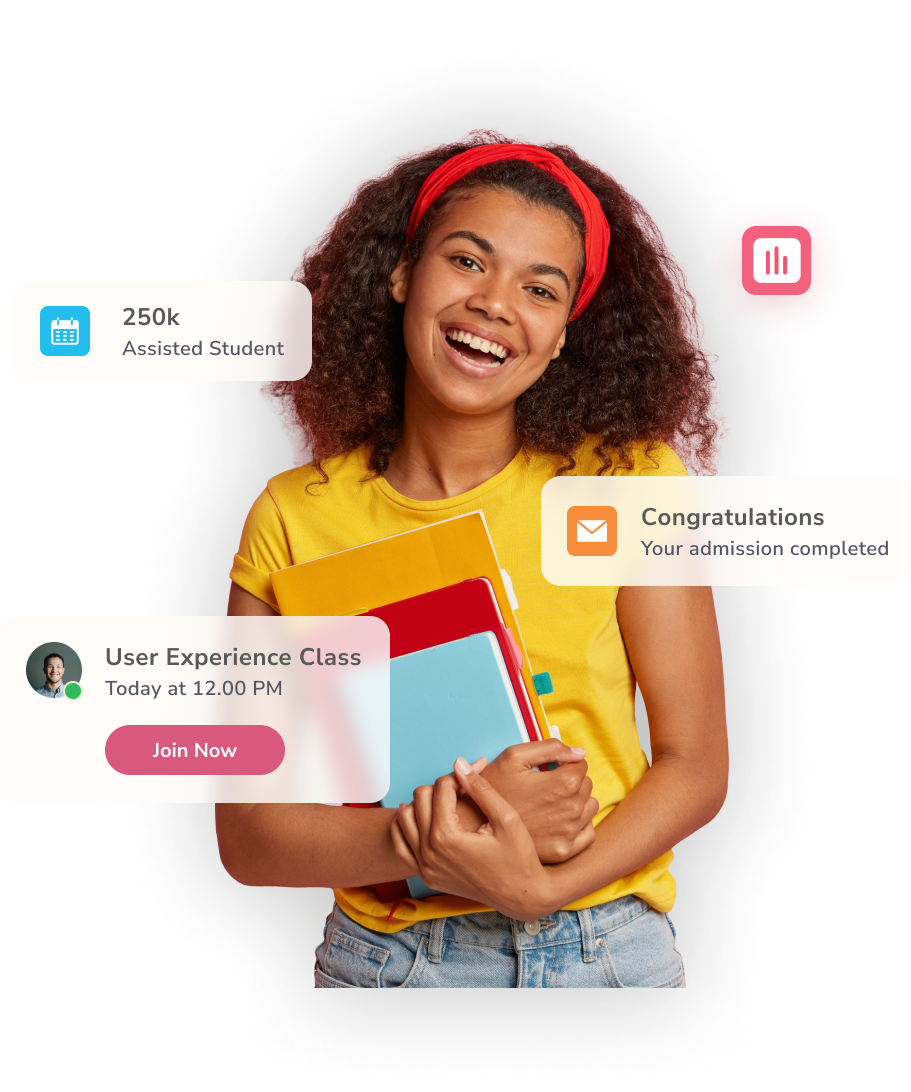 250k
Assisted Student
Congratulations
Your admission completed
User Experience Class
Today at 12.00 PM
Join Now